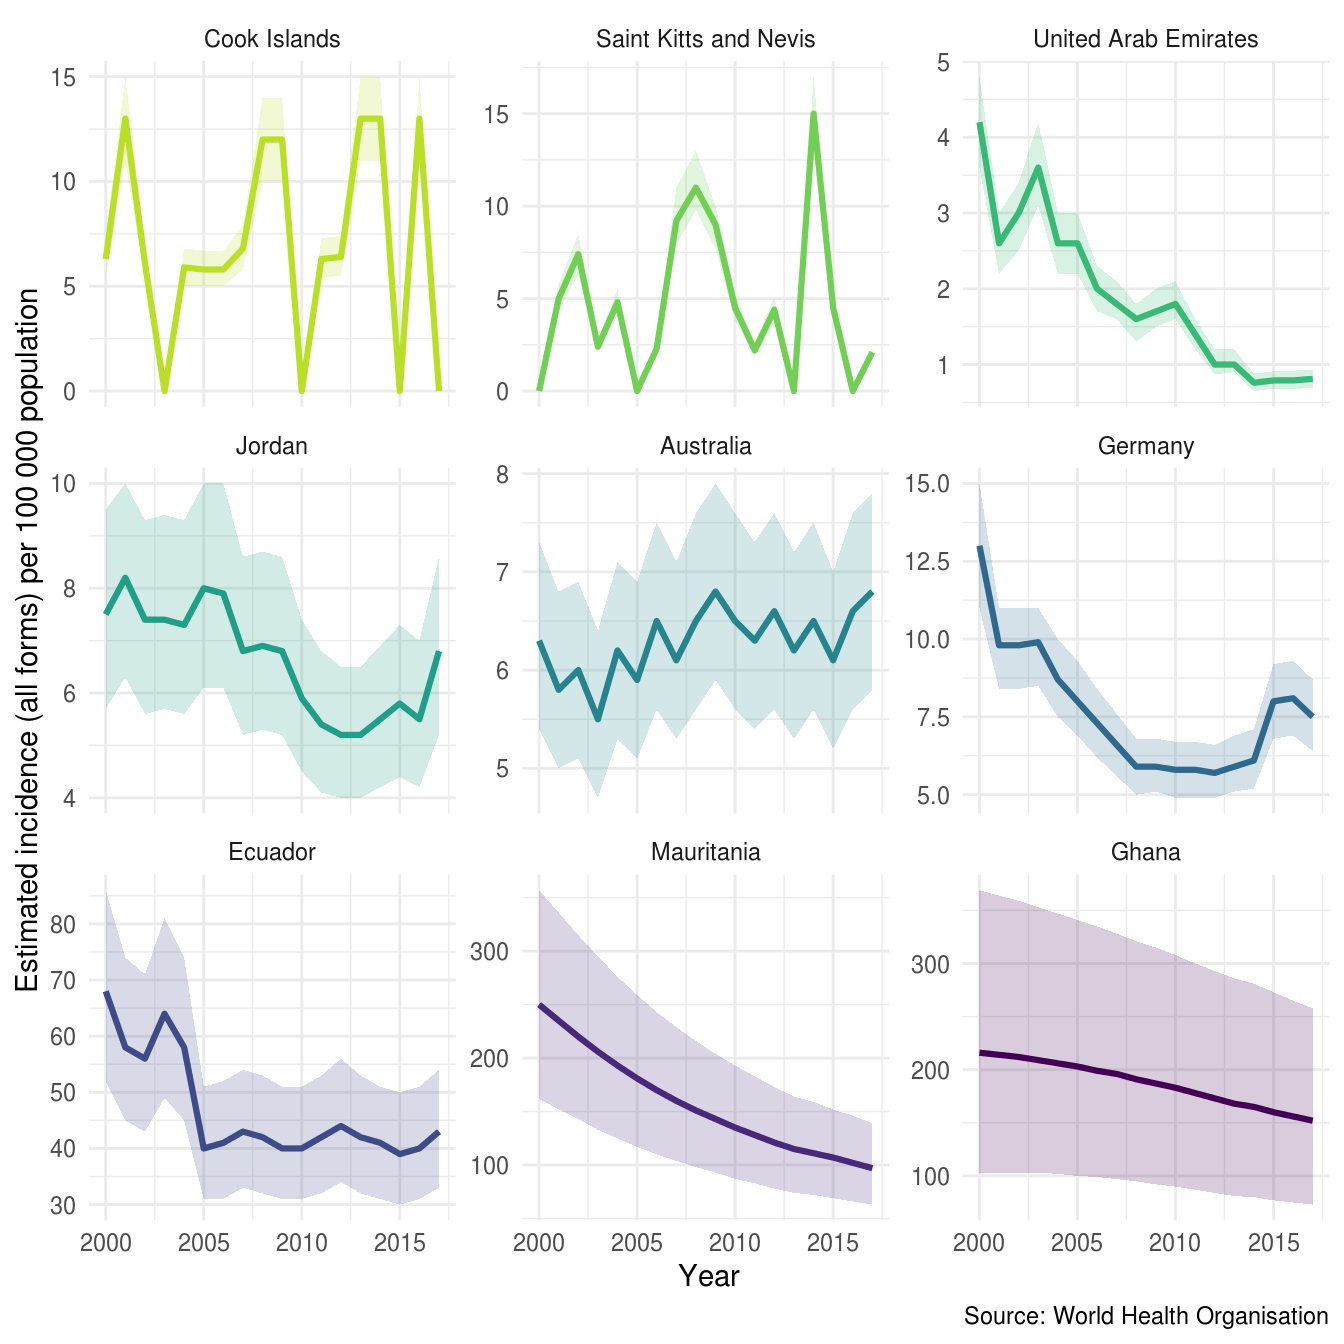 Cook Islands
Saint Kitts and Nevis
United Arab Emirates
15
10
5
0
15
10
5
0
5
4
3
2
1
Jordan
Australia
Germany
10
8
6
4
8
7
6
5
15.0
12.5
10.0
7.5
5.0
Ecuador
Mauritania
Ghana
80
70
60
50
40
30
300
200
100
300
200
100
2000 2005 2010 2015
2000 2005 2010 2015
2000 2005 2010 2015
Estimated incidence (all forms) per 100 000 population
Year
Source: World Health Organisation